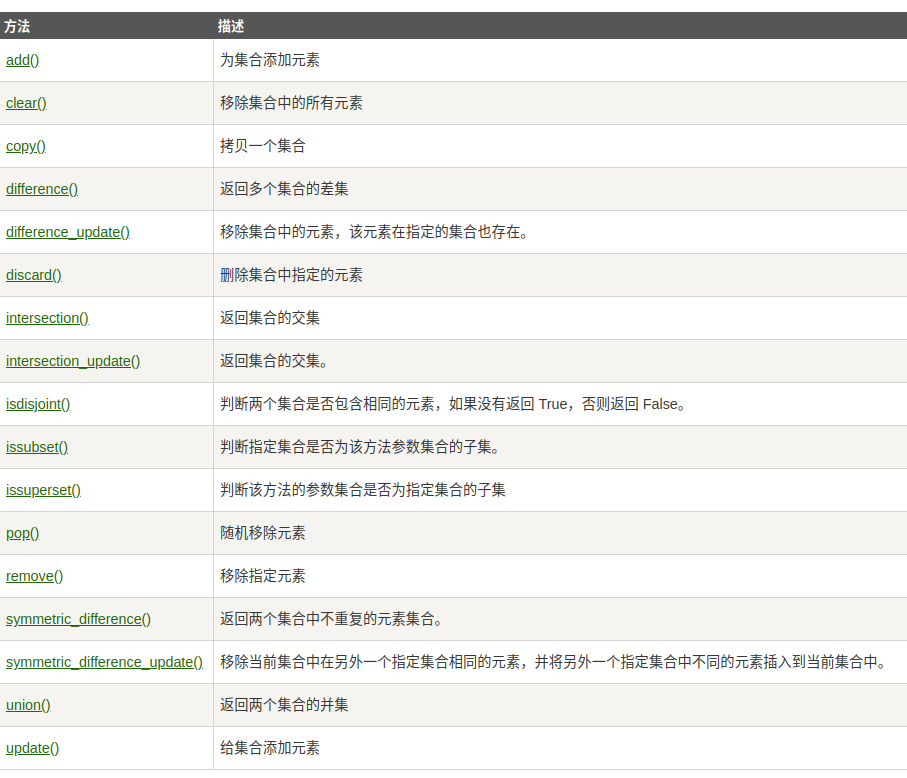 方法 描述
add() 为集合添加元素
clear() 移除集合中的所有元素
copy() 拷贝一个集合
difference() 返回多个集合的差集
difference_update() 移除集合中的元素，该元素在指定的集合也存在。
discard() 删除集合中指定的元素
intersection() 返回集合的交集
intersection_update() 返回集合的交集。
isdisjoint() 判断两个集合是否包含相同的元素，如果没有返回 True，否则返回 False。
issubset() 判断指定集合是否为该方法参数集合的子集。
issuperset() 判断该方法的参数集合是否为指定集合的子集
pop() 随机移除元素
remove() 移除指定元素
symmetric_difference() 返回两个集合中不重复的元素集合。
symmetric_difference_update() 移除当前集合中在另外一个指定集合相同的元素，并将另外一个指定集合中不同的元素插入到当前集合中。
union() 返回两个集合的并集
update() 给集合添加元素